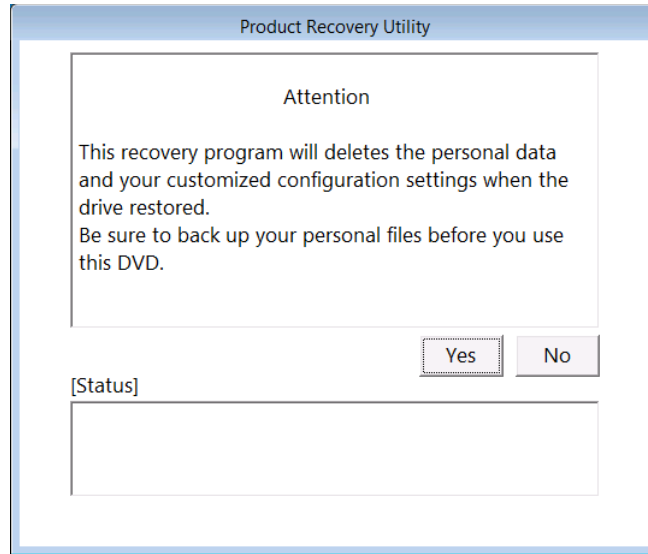 Product Recovery Utility
Attention
This recovery program will deletes the personal data
and your customized configuration settings when the
drive restored.
Be sure to back up your personal files before you use
this DVD.
Yes No
[Status]